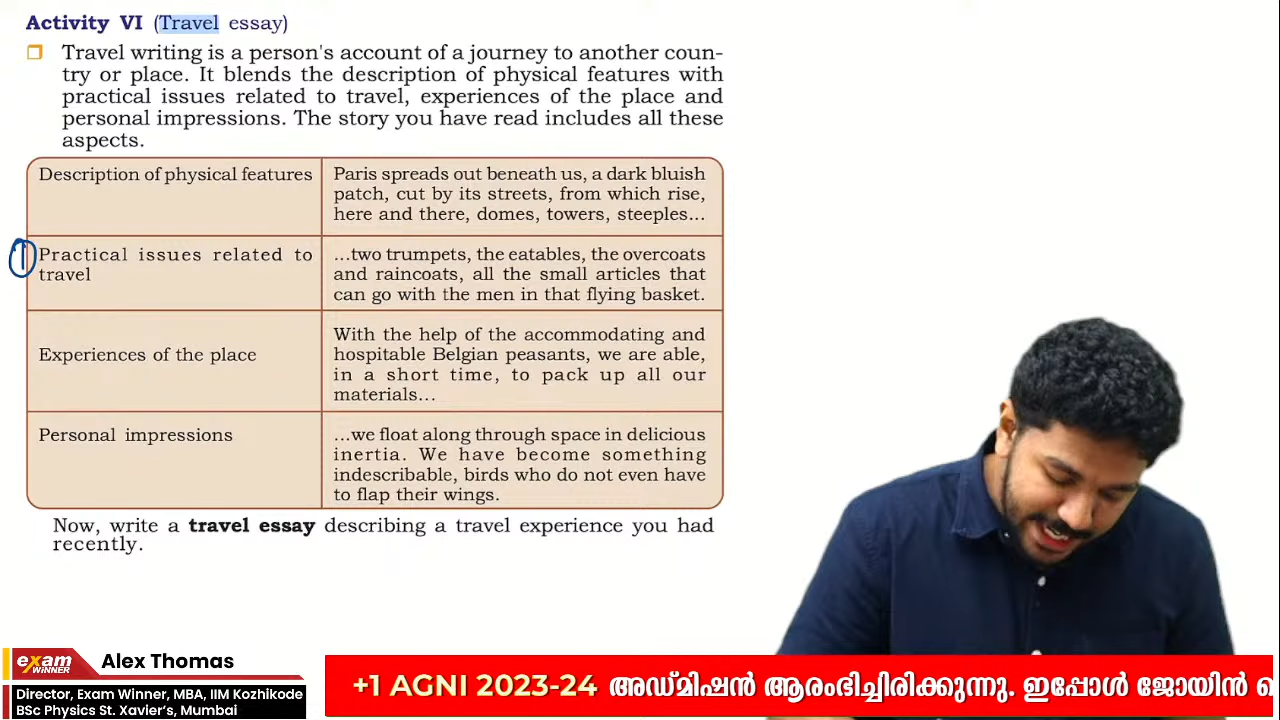 Activity VI (Travel essay)
❒ Travel writing is a person's account of a journey to another coun-
try or place. It blends the description of physical features with
practical issues related to travel, experiences of the place and
personal impressions. The story you have read includes all these
aspects.
Description of physical features
Paris spreads out beneath us, a dark bluish
patch, cut by its streets, from which rise,
here and there, domes, towers, steeples...
1
Practical issues related to
travel
...two trumpets, the eatables, the overcoats
and raincoats, all the small articles that
can go with the men in that flying basket.
Experiences of the place
With the help of the accommodating and
hospitable Belgian peasants, we are able,
in a short time, to pack up all our
materials...
Personal impressions
...we float along through space in delicious
inertia. We have become something
indescribable, birds who do not even have
to flap their wings.
Now, write a travel essay describing a travel experience you had
recently.
exam WINNER
Alex Thomas
Director, Exam Winner, MBA, IIM Kozhikode
BSc Physics St. Xavier's, Mumbai
+1 AGNI 2023-24 അഡ്മിഷൻ ആരംഭിച്ചിരിക്കുന്നു. ഇപ്പോൾ ജോയിൻ